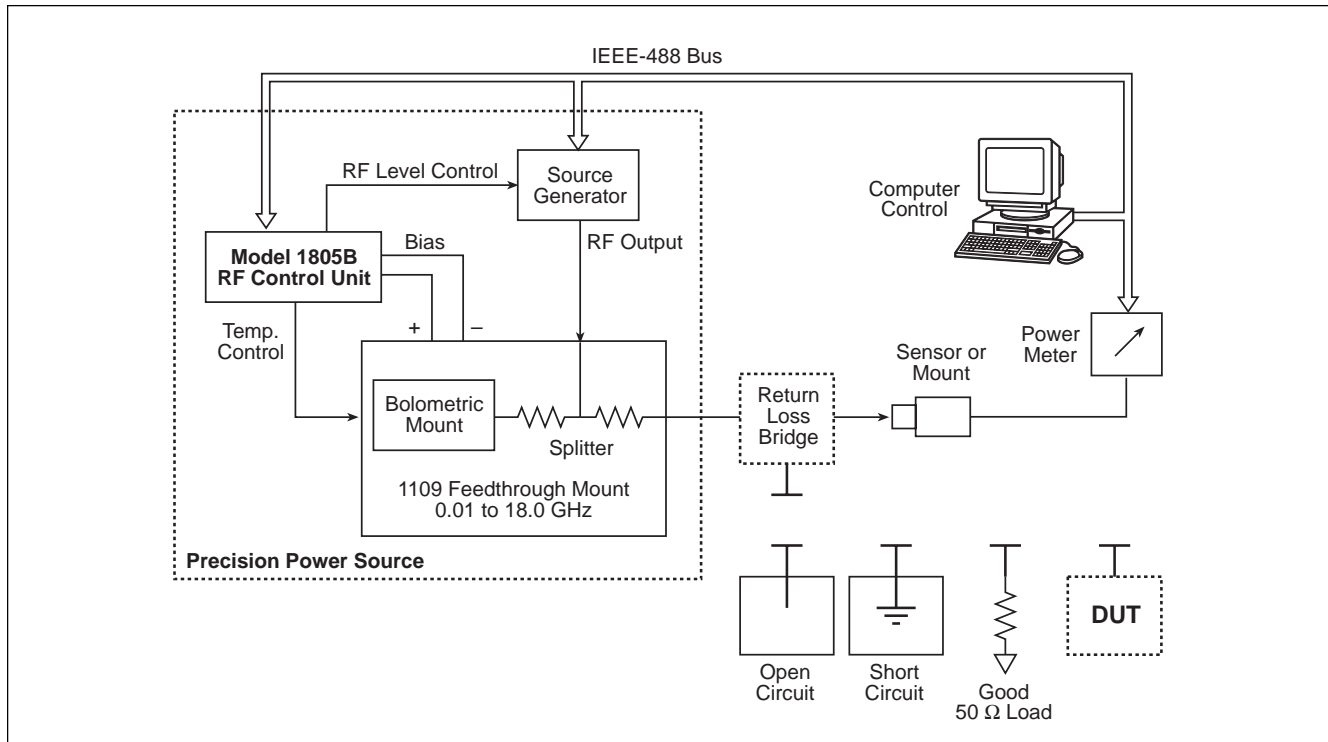 IEEE-488 Bus
RF Level Control
Source
Generator
Computer
Control
Model 1805B
RF Control Unit
Bias
RF Output
Temp.
Control
+
–
Power
Meter
Sensor or
Mount
Bolometric
Mount
Splitter
Return
Loss
Bridge
1109 Feedthrough Mount
0.01 to 18.0 GHz
Precision Power Source
DUT
Open
Circuit
Short
Circuit
Good
50 Ω Load